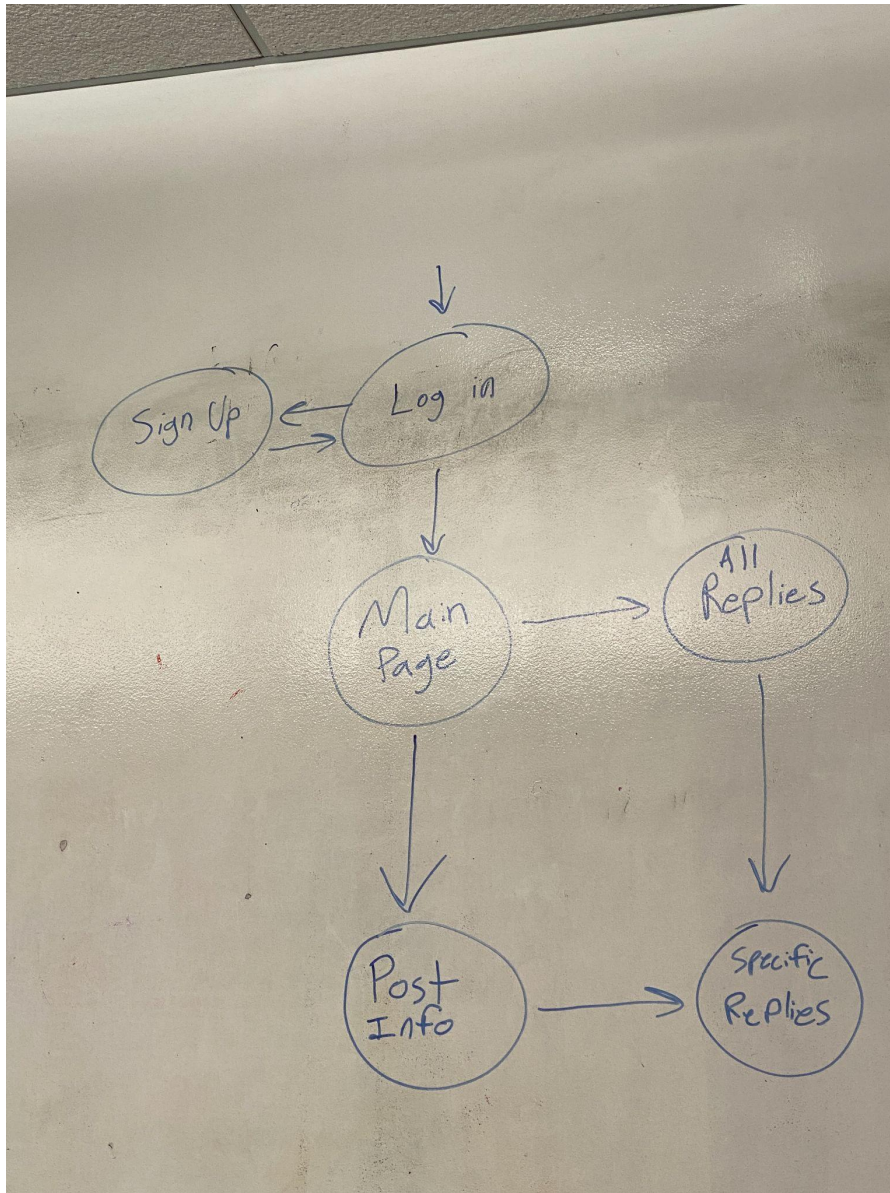 Sign Up
Log in
Main
Page
All
Replies
Post
Info
Specific
Replies